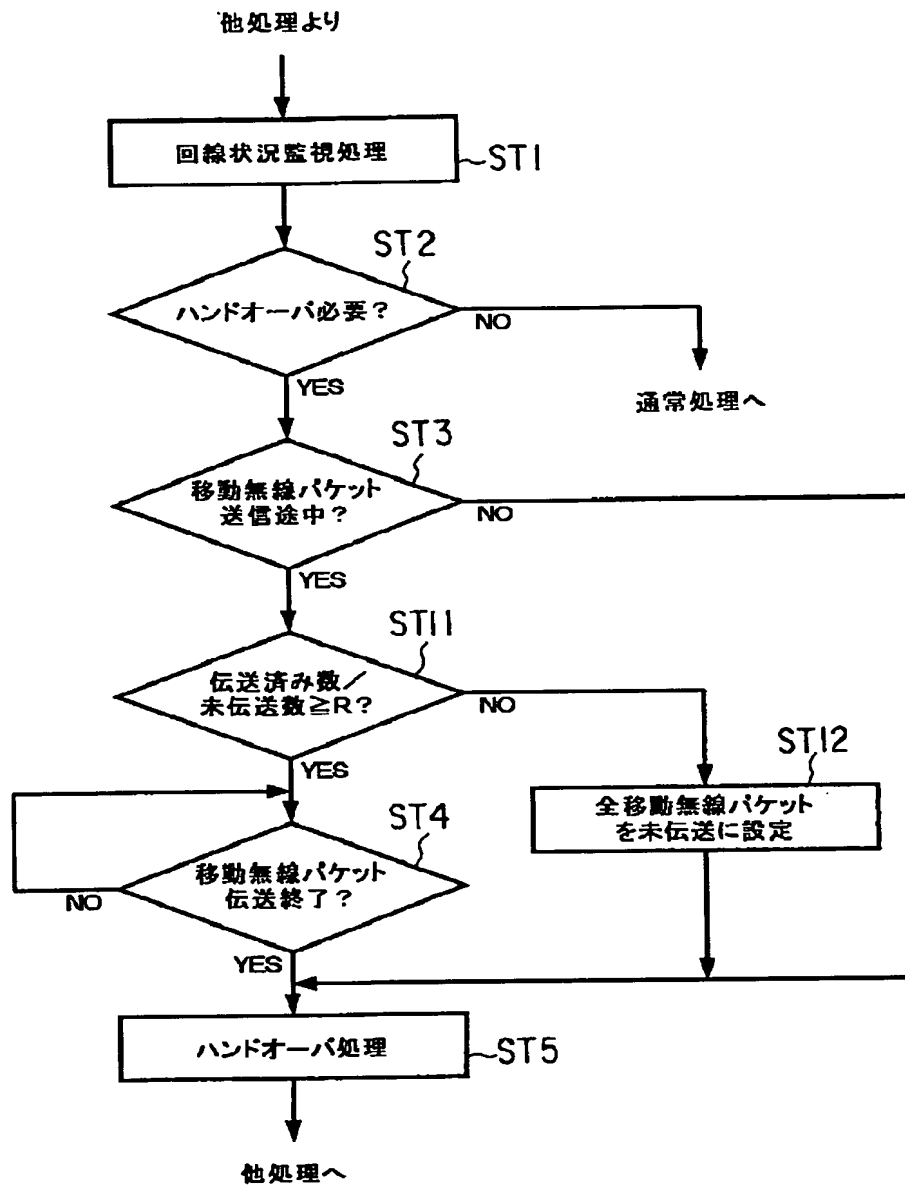 他処理より
回線状況監視処理
ST1
ST2
ハンドオーバ必要?
NO
YES
通常処理へ
ST3
移動無線パケット
送信途中?
NO
YES
ST11
伝送済み数/
未伝送数≧R?
NO
YES
ST12
全移動無線パケット
を未伝送に設定
ST4
移動無線パケット
伝送終了?
NO
YES
ハンドオーバ処理
ST5
他処理へ